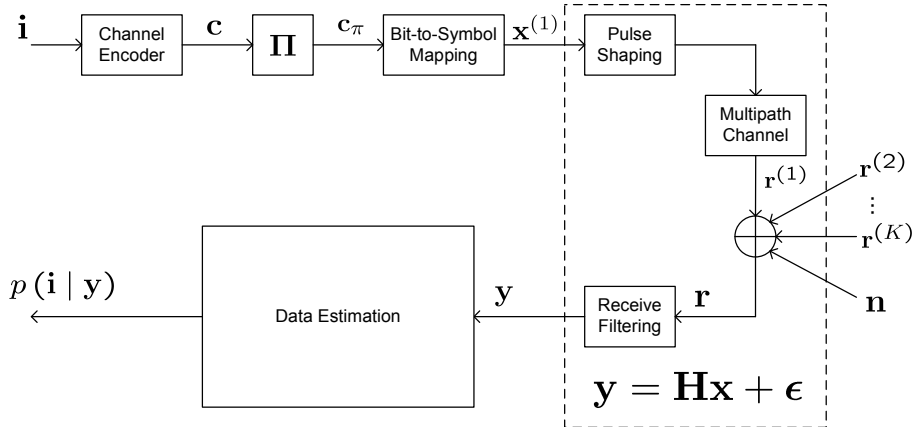 i
Channel
Encoder
c
Π
c_π
Bit-to-Symbol
Mapping
x^(1)
Pulse
Shaping
Multipath
Channel
r^(1)
r^(2)
⋮
r^(K)
n
r
Receive
Filtering
y
Data Estimation
p (i | y)
y = Hx + ϵ